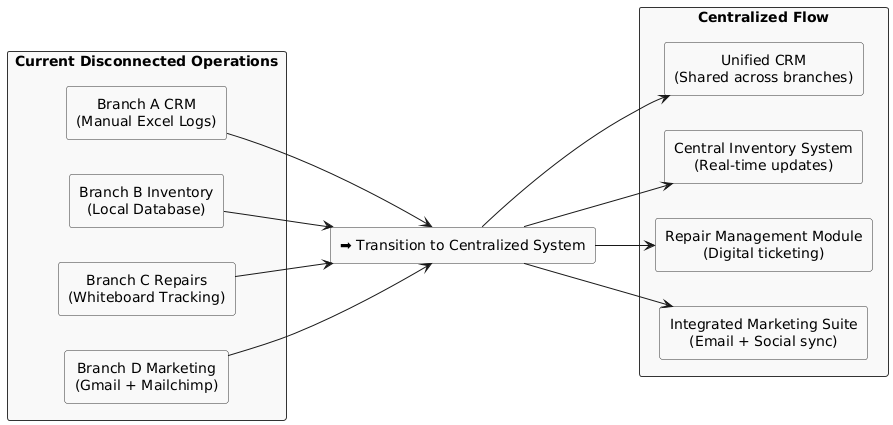 Current Disconnected Operations
Branch A CRM
(Manual Excel Logs)
Branch B Inventory
(Local Database)
Branch C Repairs
(Whiteboard Tracking)
Branch D Marketing
(Gmail + Mailchimp)
➡ Transition to Centralized System
Centralized Flow
Unified CRM
(Shared across branches)
Central Inventory System
(Real-time updates)
Repair Management Module
(Digital ticketing)
Integrated Marketing Suite
(Email + Social sync)